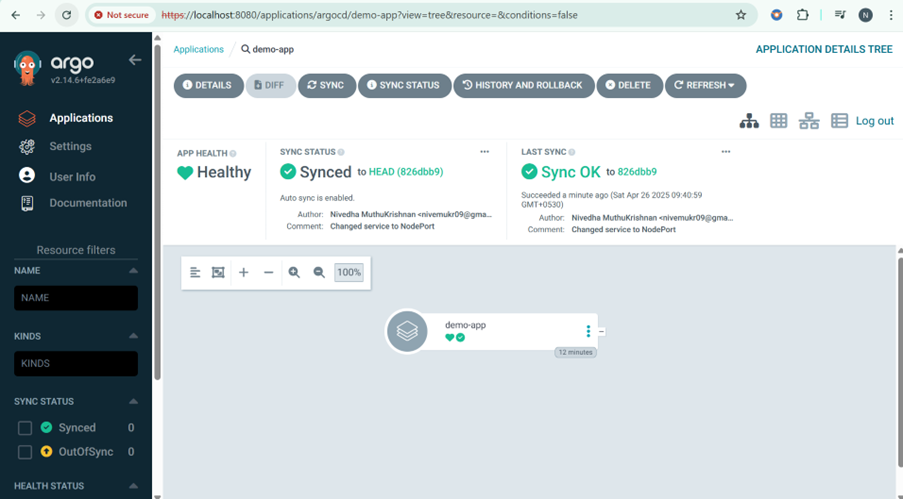 Not secure https://localhost:8080/applications/argocd/demo-app?view=tree&resource=&conditions=false
N
argo
v2.14.6+fe2a6e9
Applications
Settings
User Info
Documentation
Resource filters
NAME
NAME
KINDS
KINDS
SYNC STATUS
Synced 0
OutOfSync 0
HEALTH STATUS
Applications demo-app
APPLICATION DETAILS TREE
DETAILS DIFF SYNC SYNC STATUS HISTORY AND ROLLBACK DELETE REFRESH
Log out
APP HEALTH
Healthy
SYNC STATUS
Synced to HEAD (826dbb9)
Auto sync is enabled.
Author: Nivedha MuthuKrishnan <nivemukr09@gma...
Comment: Changed service to NodePort
LAST SYNC
Sync OK to 826dbb9
Succeeded a minute ago (Sat Apr 26 2025 09:40:59
GMT+0530)
Author: Nivedha MuthuKrishnan <nivemukr09@gma...
Comment: Changed service to NodePort
100%
demo-app
12 minutes